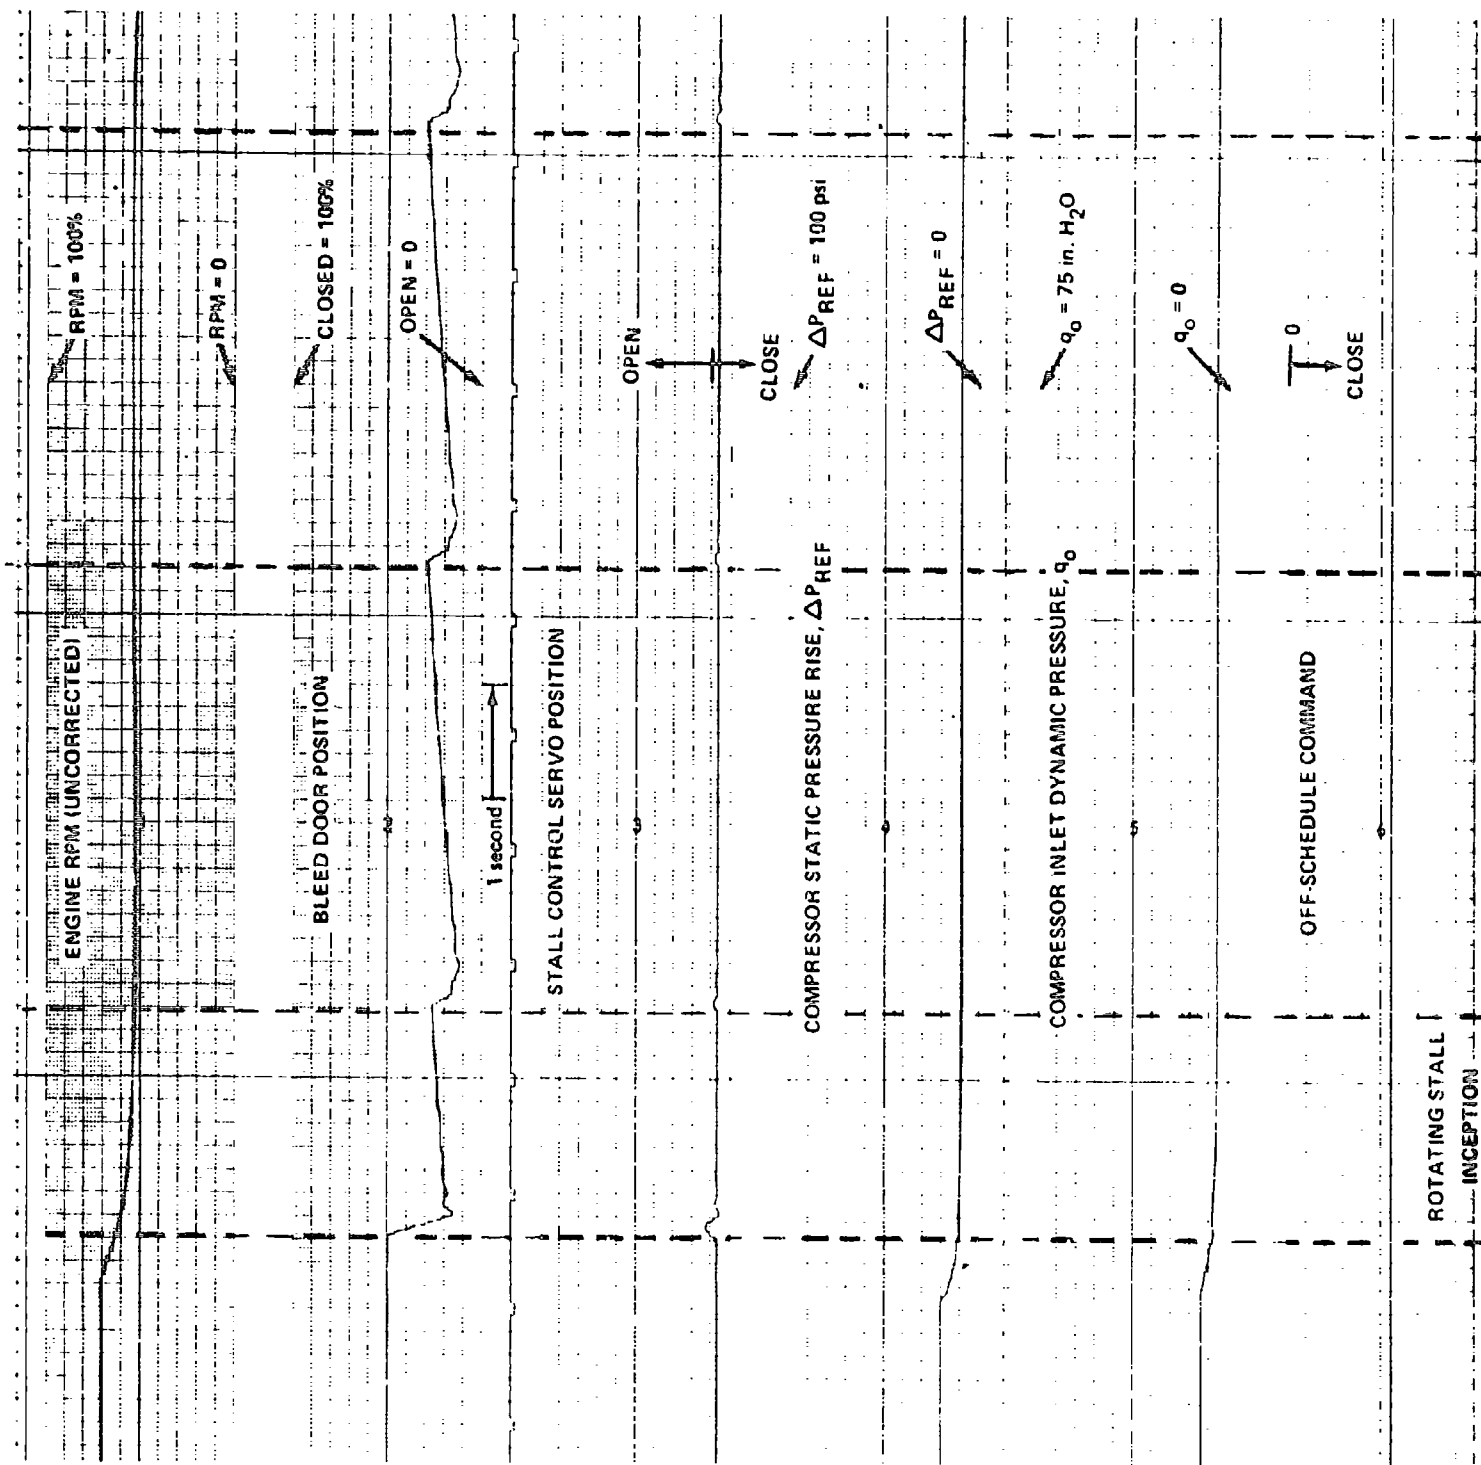 ENGINE RPM (UNCORRECTED)
RPM = 100%
RPM = 0
BLEED DOOR POSITION
CLOSED = 100%
OPEN = 0
1 second
STALL CONTROL SERVO POSITION
OPEN
CLOSE
COMPRESSOR STATIC PRESSURE RISE, ΔP_REF
ΔP_REF = 100 psi
ΔP_REF = 0
COMPRESSOR INLET DYNAMIC PRESSURE, q_o
q_o = 75 in. H₂O
q_o = 0
OFF-SCHEDULE COMMAND
0
CLOSE
ROTATING STALL
INCEPTION